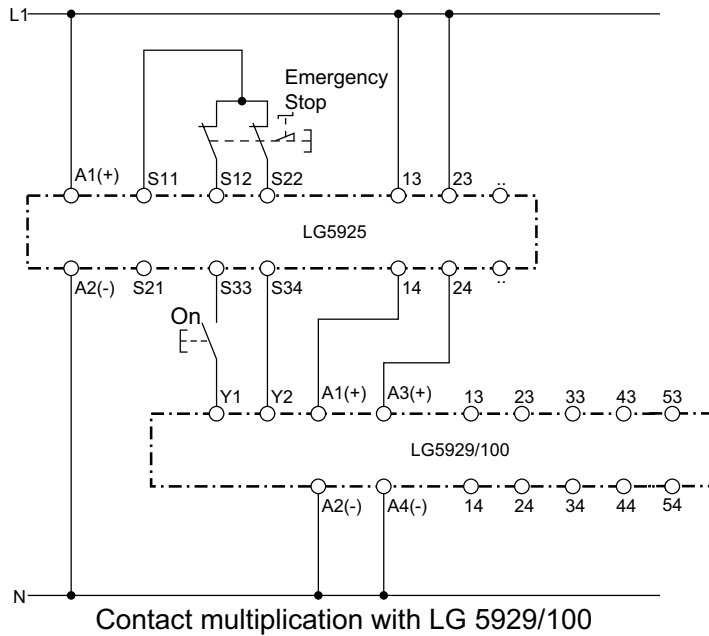 L1
Emergency
Stop
A1(+) S11 S12 S22 13 23 ..
LG5925
A2(-) S21 S33 S34 14 24 ..
On
Y1 Y2 A1(+) A3(+) 13 23 33 43 53
LG5929/100
A2(-) A4(-) 14 24 34 44 54
N
Contact multiplication with LG 5929/100